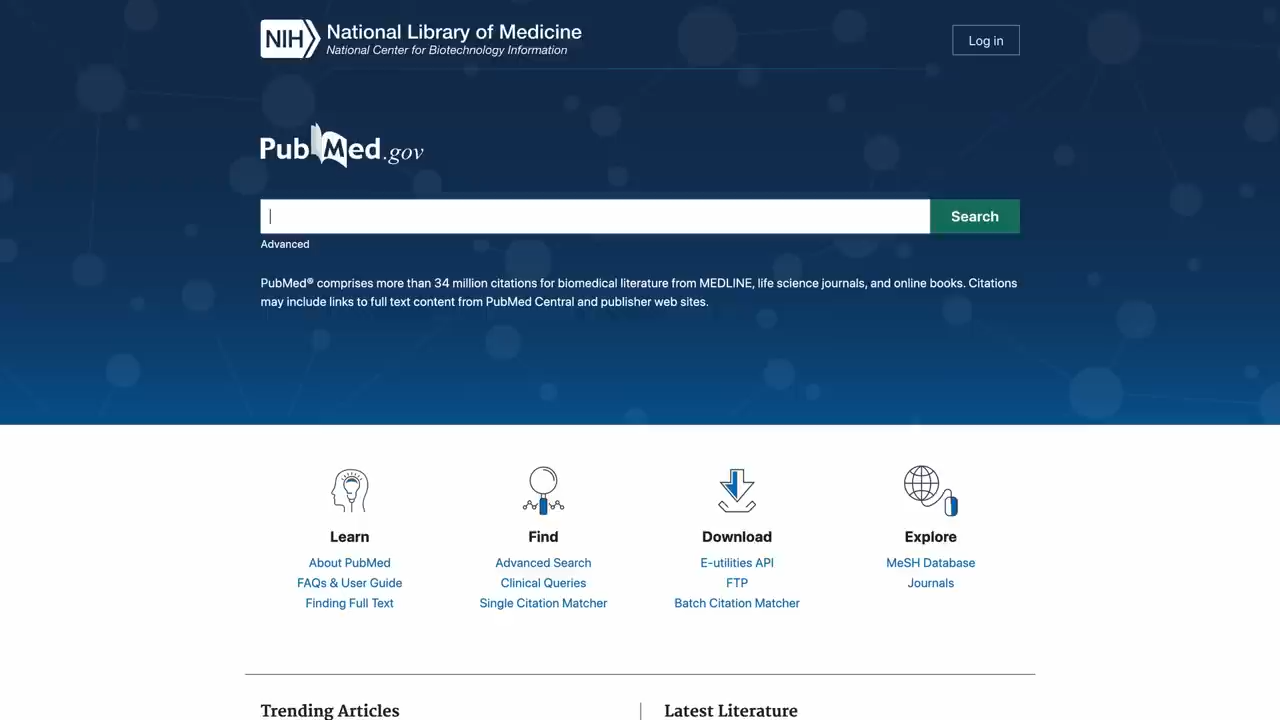 NIH National Library of Medicine
National Center for Biotechnology Information
Log in
PubMed.gov
Search
Advanced
PubMed® comprises more than 34 million citations for biomedical literature from MEDLINE, life science journals, and online books. Citations
may include links to full text content from PubMed Central and publisher web sites.
Learn
About PubMed
FAQs & User Guide
Finding Full Text
Find
Advanced Search
Clinical Queries
Single Citation Matcher
Download
E-utilities API
FTP
Batch Citation Matcher
Explore
MeSH Database
Journals
Trending Articles
Latest Literature